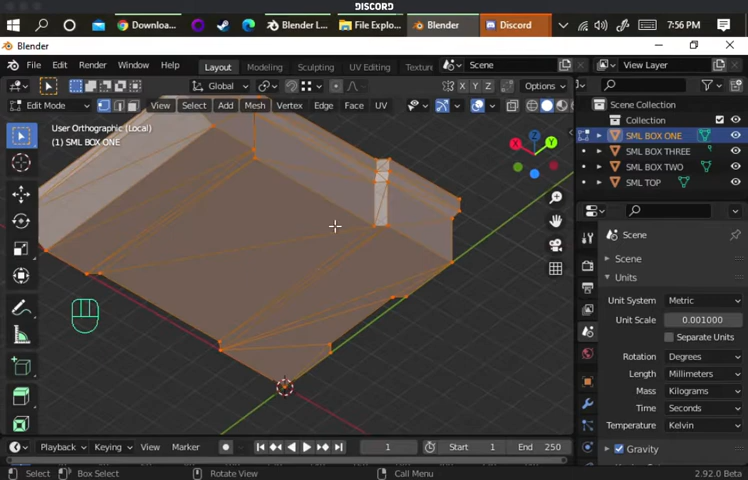 DISCORD
Downloa...
Blender L...
File Explo...
Blender
Discord
7:56 PM
Blender
File Edit Render Window Help Layout Modeling Sculpting UV Editing Textur Scene View Layer
Global X Y Z Options
Edit Mode View Select Add Mesh Vertex Edge Face UV
User Orthographic (Local)
(1) SML BOX ONE
X Y Z
Scene Collection
Collection
SML BOX ONE
SML BOX THREE
SML BOX TWO
SML TOP
Scene
Scene
Units
Unit System Metric
Unit Scale 0.001000
Separate Units
Rotation Degrees
Length Millimeters
Mass Kilograms
Time Seconds
Temperature Kelvin
Gravity
Playback Keying View Marker 1 Start 1 End 250
Select Box Select Rotate View Call Menu 2.92.0 Beta